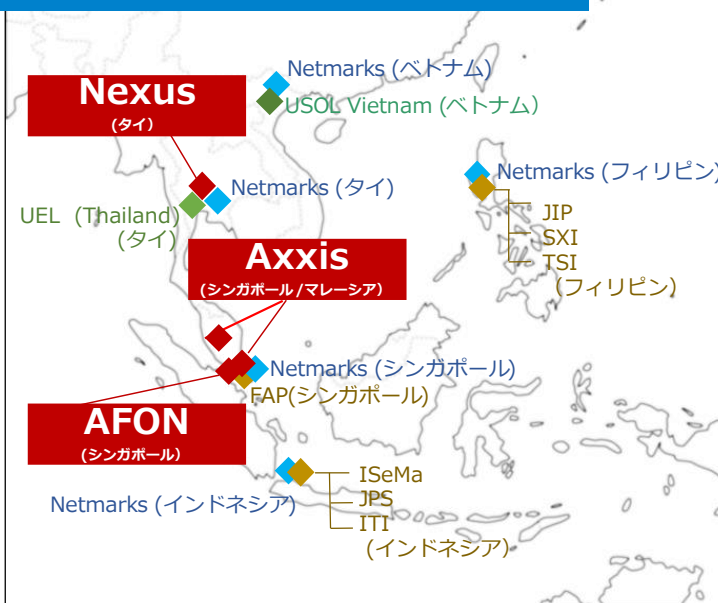 Netmarks (ベトナム)
Nexus
(タイ)
USOL Vietnam (ベトナム）
Netmarks (フィリピン)
Netmarks (タイ)
UEL（Thailand)
(タイ)
JIP
SXI
TSI
(フィリピン)
Axxis
(シンガポール/マレーシア）
Netmarks (シンガポール)
FAP(シンガポール)
AFON
(シンガポール）
ISeMa
Netmarks (インドネシア)
JPS
ITI
(インドネシア）